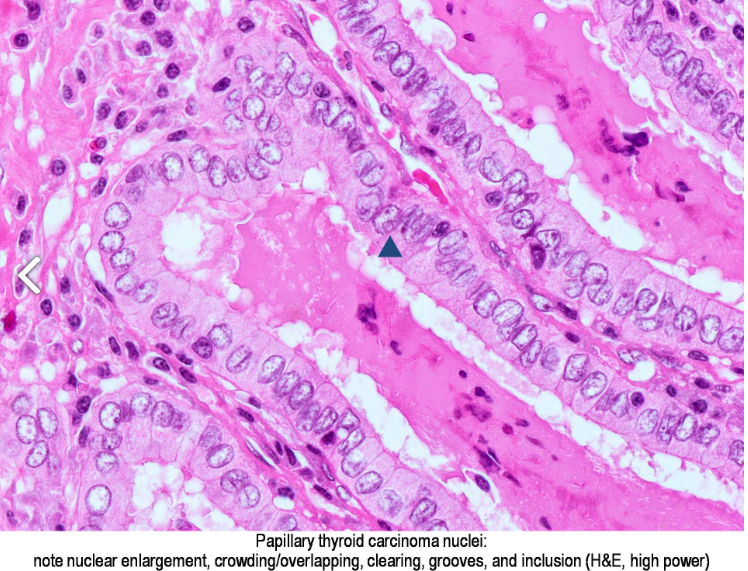 Papillary thyroid carcinoma nuclei:
note nuclear enlargement, crowding/overlapping, clearing, grooves, and inclusion (H&E, high power)